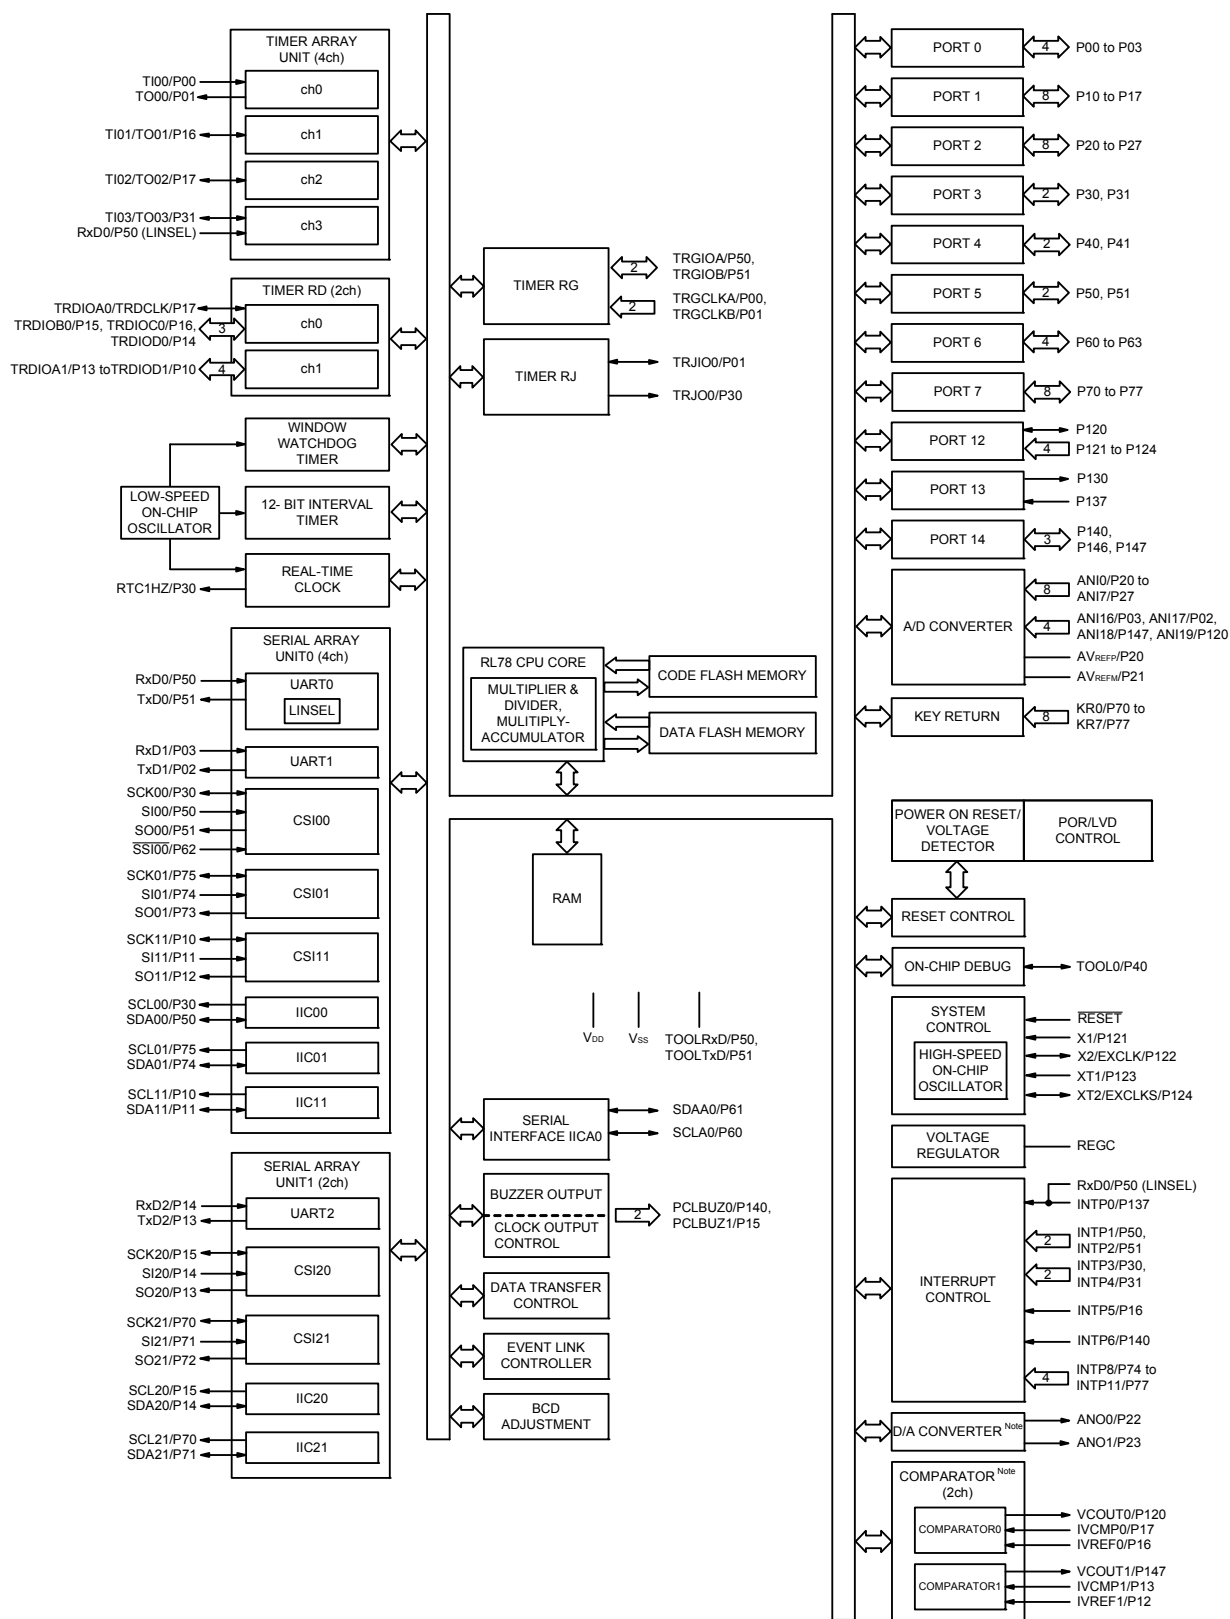 TIMER ARRAY
UNIT (4ch)
TI00/P00
TO00/P01
ch0
TI01/TO01/P16
ch1
TI02/TO02/P17
ch2
TI03/TO03/P31
RxD0/P50 (LINSEL)
ch3
TIMER RD (2ch)
TRDIOA0/TRDCLK/P17
TRDIOB0/P15, TRDIOC0/P16,
TRDIOD0/P14
3
ch0
TRDIOA1/P13 toTRDIOD1/P10
4
ch1
WINDOW
WATCHDOG
TIMER
LOW-SPEED
ON-CHIP
OSCILLATOR
12- BIT INTERVAL
TIMER
REAL-TIME
CLOCK
RTC1HZ/P30
SERIAL ARRAY
UNIT0 (4ch)
RxD0/P50
TxD0/P51
UART0
LINSEL
RxD1/P03
TxD1/P02
UART1
SCK00/P30
SI00/P50
SO00/P51
SSI00/P62
CSI00
SCK01/P75
SI01/P74
SO01/P73
CSI01
SCK11/P10
SI11/P11
SO11/P12
CSI11
SCL00/P30
SDA00/P50
IIC00
SCL01/P75
SDA01/P74
IIC01
SCL11/P10
SDA11/P11
IIC11
SERIAL ARRAY
UNIT1 (2ch)
RxD2/P14
TxD2/P13
UART2
SCK20/P15
SI20/P14
SO20/P13
CSI20
SCK21/P70
SI21/P71
SO21/P72
CSI21
SCL20/P15
SDA20/P14
IIC20
SCL21/P70
SDA21/P71
IIC21
TIMER RG
2
TRGIOA/P50,
TRGIOB/P51
2
TRGCLKA/P00,
TRGCLKB/P01
TIMER RJ
TRJIO0/P01
TRJO0/P30
RL78 CPU CORE
MULTIPLIER &
DIVIDER,
MULITIPLY-
ACCUMULATOR
CODE FLASH MEMORY
DATA FLASH MEMORY
RAM
VDD
VSS
TOOLRxD/P50,
TOOLTxD/P51
SERIAL
INTERFACE IICA0
SDAA0/P61
SCLA0/P60
BUZZER OUTPUT
CLOCK OUTPUT
CONTROL
2
PCLBUZ0/P140,
PCLBUZ1/P15
DATA TRANSFER
CONTROL
EVENT LINK
CONTROLLER
BCD
ADJUSTMENT
PORT 0
4
P00 to P03
PORT 1
8
P10 to P17
PORT 2
8
P20 to P27
PORT 3
2
P30, P31
PORT 4
2
P40, P41
PORT 5
2
P50, P51
PORT 6
4
P60 to P63
PORT 7
8
P70 to P77
PORT 12
P120
4
P121 to P124
PORT 13
P130
P137
PORT 14
3
P140,
P146, P147
A/D CONVERTER
8
ANI0/P20 to
ANI7/P27
4
ANI16/P03, ANI17/P02,
ANI18/P147, ANI19/P120
AVREFP/P20
AVREFM/P21
KEY RETURN
8
KR0/P70 to
KR7/P77
POWER ON RESET/
VOLTAGE
DETECTOR
POR/LVD
CONTROL
RESET CONTROL
ON-CHIP DEBUG
TOOL0/P40
SYSTEM
CONTROL
HIGH-SPEED
ON-CHIP
OSCILLATOR
RESET
X1/P121
X2/EXCLK/P122
XT1/P123
XT2/EXCLKS/P124
VOLTAGE
REGULATOR
REGC
INTERRUPT
CONTROL
RxD0/P50 (LINSEL)
INTP0/P137
2
INTP1/P50,
INTP2/P51
2
INTP3/P30,
INTP4/P31
INTP5/P16
INTP6/P140
4
INTP8/P74 to
INTP11/P77
D/A CONVERTER Note
ANO0/P22
ANO1/P23
COMPARATOR Note
(2ch)
COMPARATOR0
VCOUT0/P120
IVCMP0/P17
IVREF0/P16
COMPARATOR1
VCOUT1/P147
IVCMP1/P13
IVREF1/P12